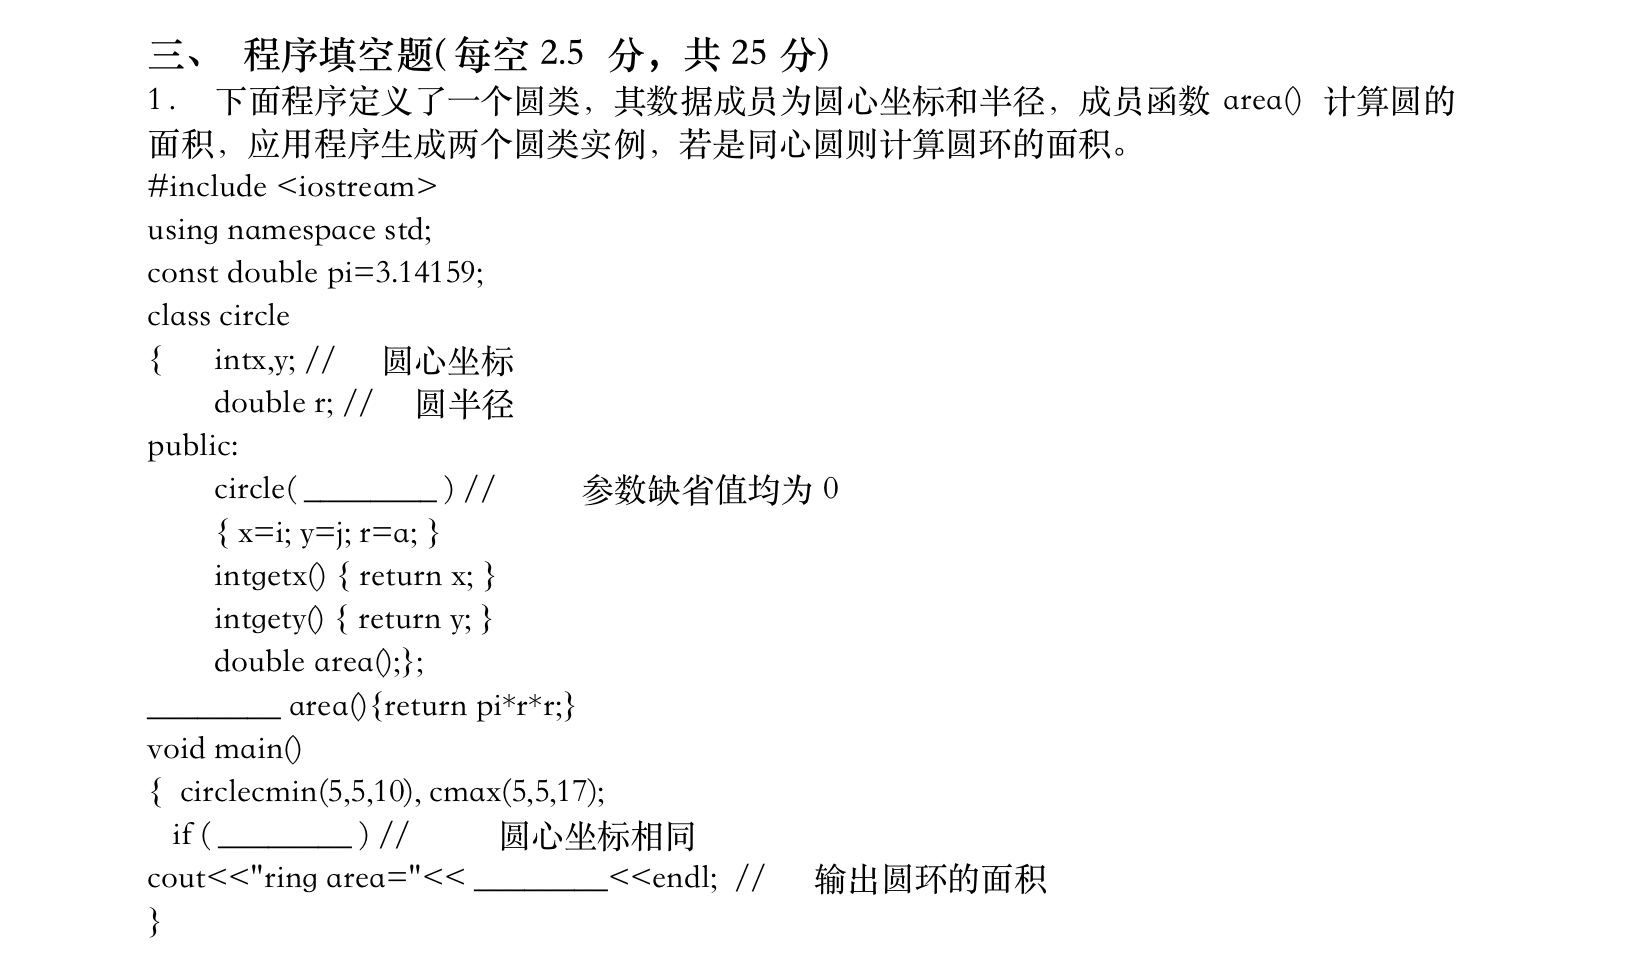 三、 程序填空题(每空 2.5 分，共 25 分)
1. 下面程序定义了一个圆类，其数据成员为圆心坐标和半径，成员函数 area() 计算圆的
面积，应用程序生成两个圆类实例，若是同心圆则计算圆环的面积。
#include <iostream>
using namespace std;
const double pi=3.14159;
class circle
{ intx,y; // 圆心坐标
double r; // 圆半径
public:
circle( ________ ) // 参数缺省值均为 0
{ x=i; y=j; r=a; }
intgetx() { return x; }
intgety() { return y; }
double area();};
________ area(){return pi*r*r;}
void main()
{ circlecmin(5,5,10), cmax(5,5,17);
if ( ________ ) // 圆心坐标相同
cout<<"ring area="<< ________<<endl; // 输出圆环的面积
}